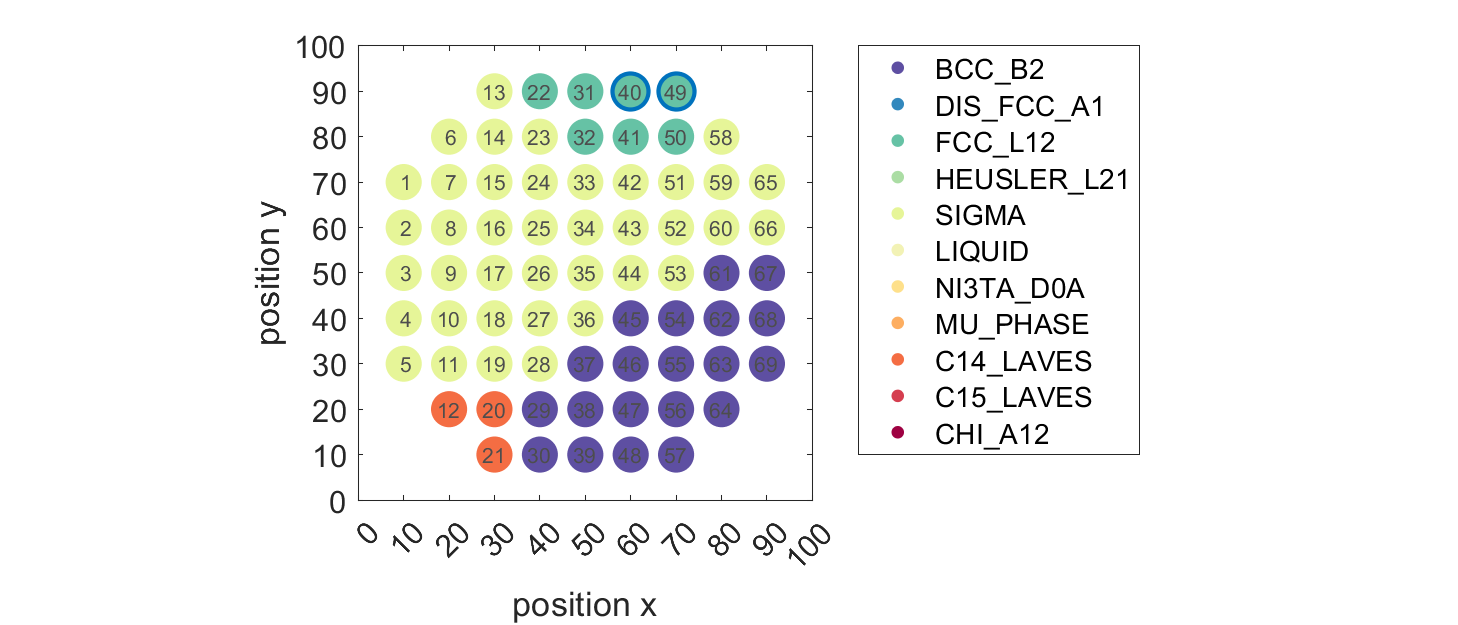 100
90 13 22 31 40 49
80 6 14 23 32 41 50 58
70 1 7 15 24 33 42 51 59 65
60 2 8 16 25 34 43 52 60 66
50 3 9 17 26 35 44 53 61 67
40 4 10 18 27 36 45 54 62 68
30 5 11 19 28 37 46 55 63 69
20 12 20 29 38 47 56 64
10 21 30 39 48 57
0
0 10 20 30 40 50 60 70 80 90 100
position x
position y
BCC_B2
DIS_FCC_A1
FCC_L12
HEUSLER_L21
SIGMA
LIQUID
NI3TA_D0A
MU_PHASE
C14_LAVES
C15_LAVES
CHI_A12